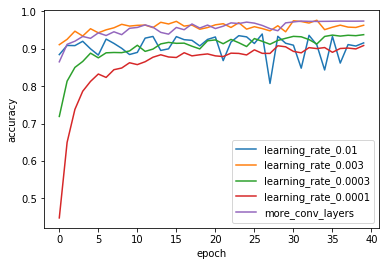 1.0
0.9
0.8
0.7
0.6
0.5
accuracy
learning_rate_0.01
learning_rate_0.003
learning_rate_0.0003
learning_rate_0.0001
more_conv_layers
0 5 10 15 20 25 30 35 40
epoch